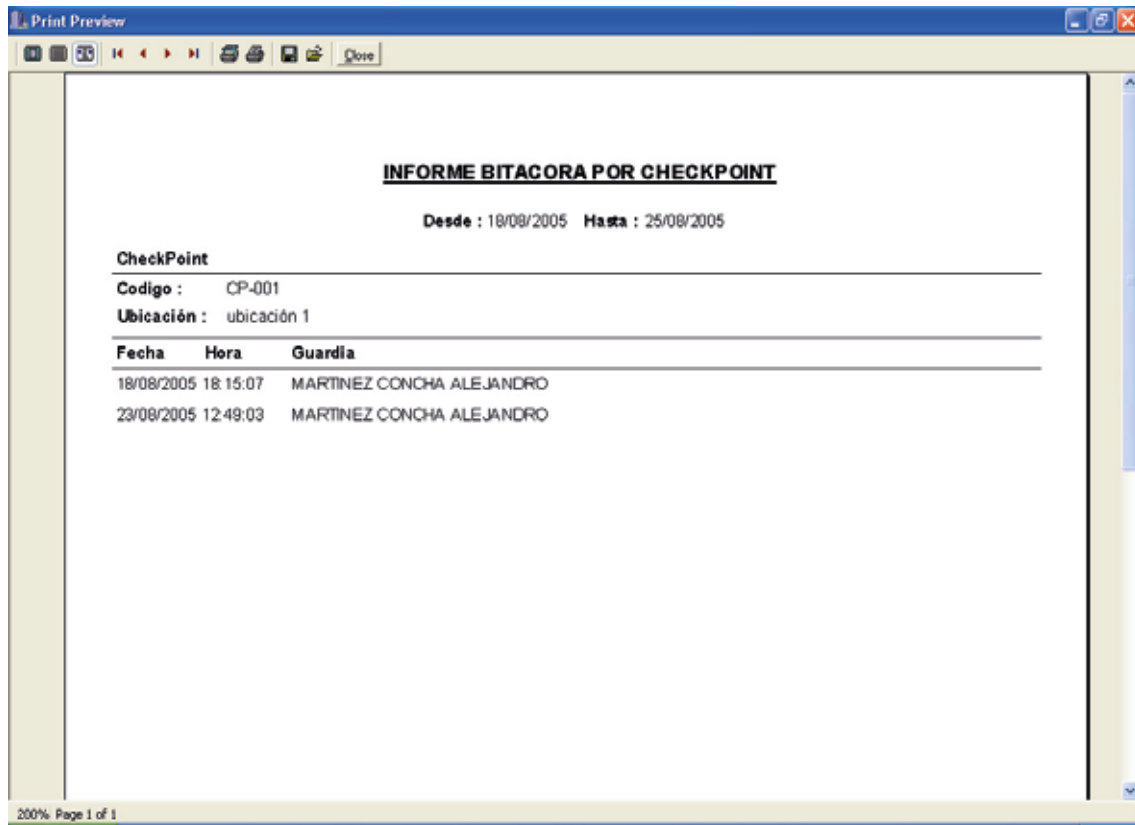 Print Preview
Close
INFORME BITACORA POR CHECKPOINT
Desde : 18/08/2005 Hasta : 25/08/2005
CheckPoint
Codigo : CP-001
Ubicación : ubicación 1
Fecha Hora Guardia
18/08/2005 18:15:07 MARTINEZ CONCHA ALEJANDRO
23/08/2005 12:49:03 MARTINEZ CONCHA ALEJANDRO
200% Page 1 of 1